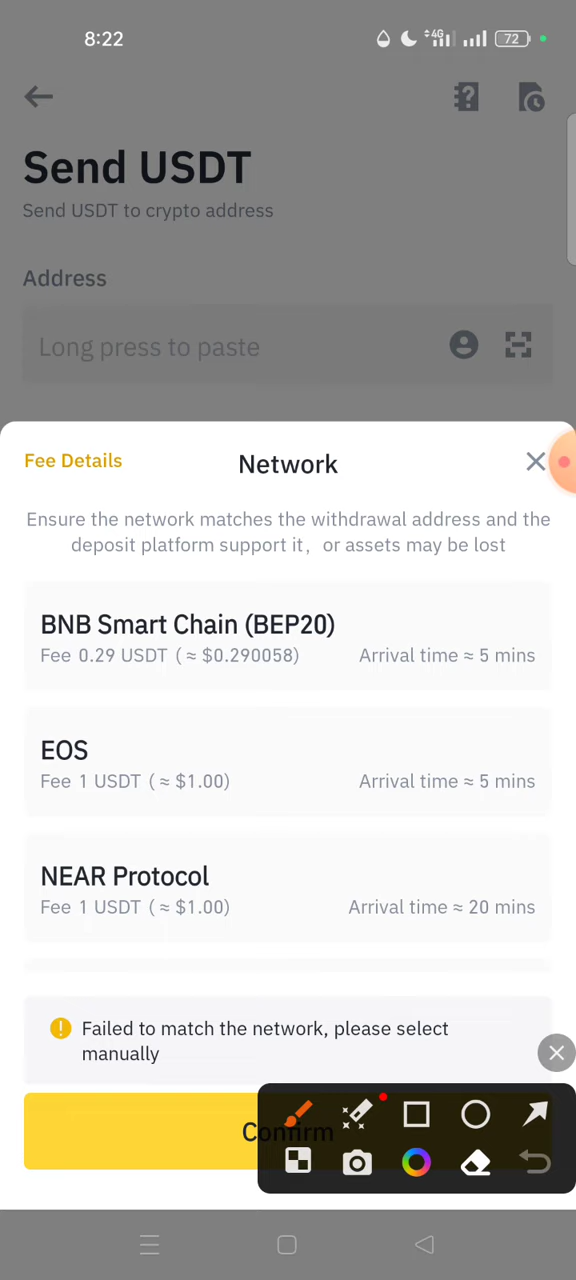 8:22
4G
72
Send USDT
Send USDT to crypto address
Address
Long press to paste
Fee Details
Network
Ensure the network matches the withdrawal address and the
deposit platform support it, or assets may be lost
BNB Smart Chain (BEP20)
Fee 0.29 USDT (≈ $0.290058)
Arrival time ≈ 5 mins
EOS
Fee 1 USDT (≈ $1.00)
Arrival time ≈ 5 mins
NEAR Protocol
Fee 1 USDT (≈ $1.00)
Arrival time ≈ 20 mins
Failed to match the network, please select
manually
Confirm